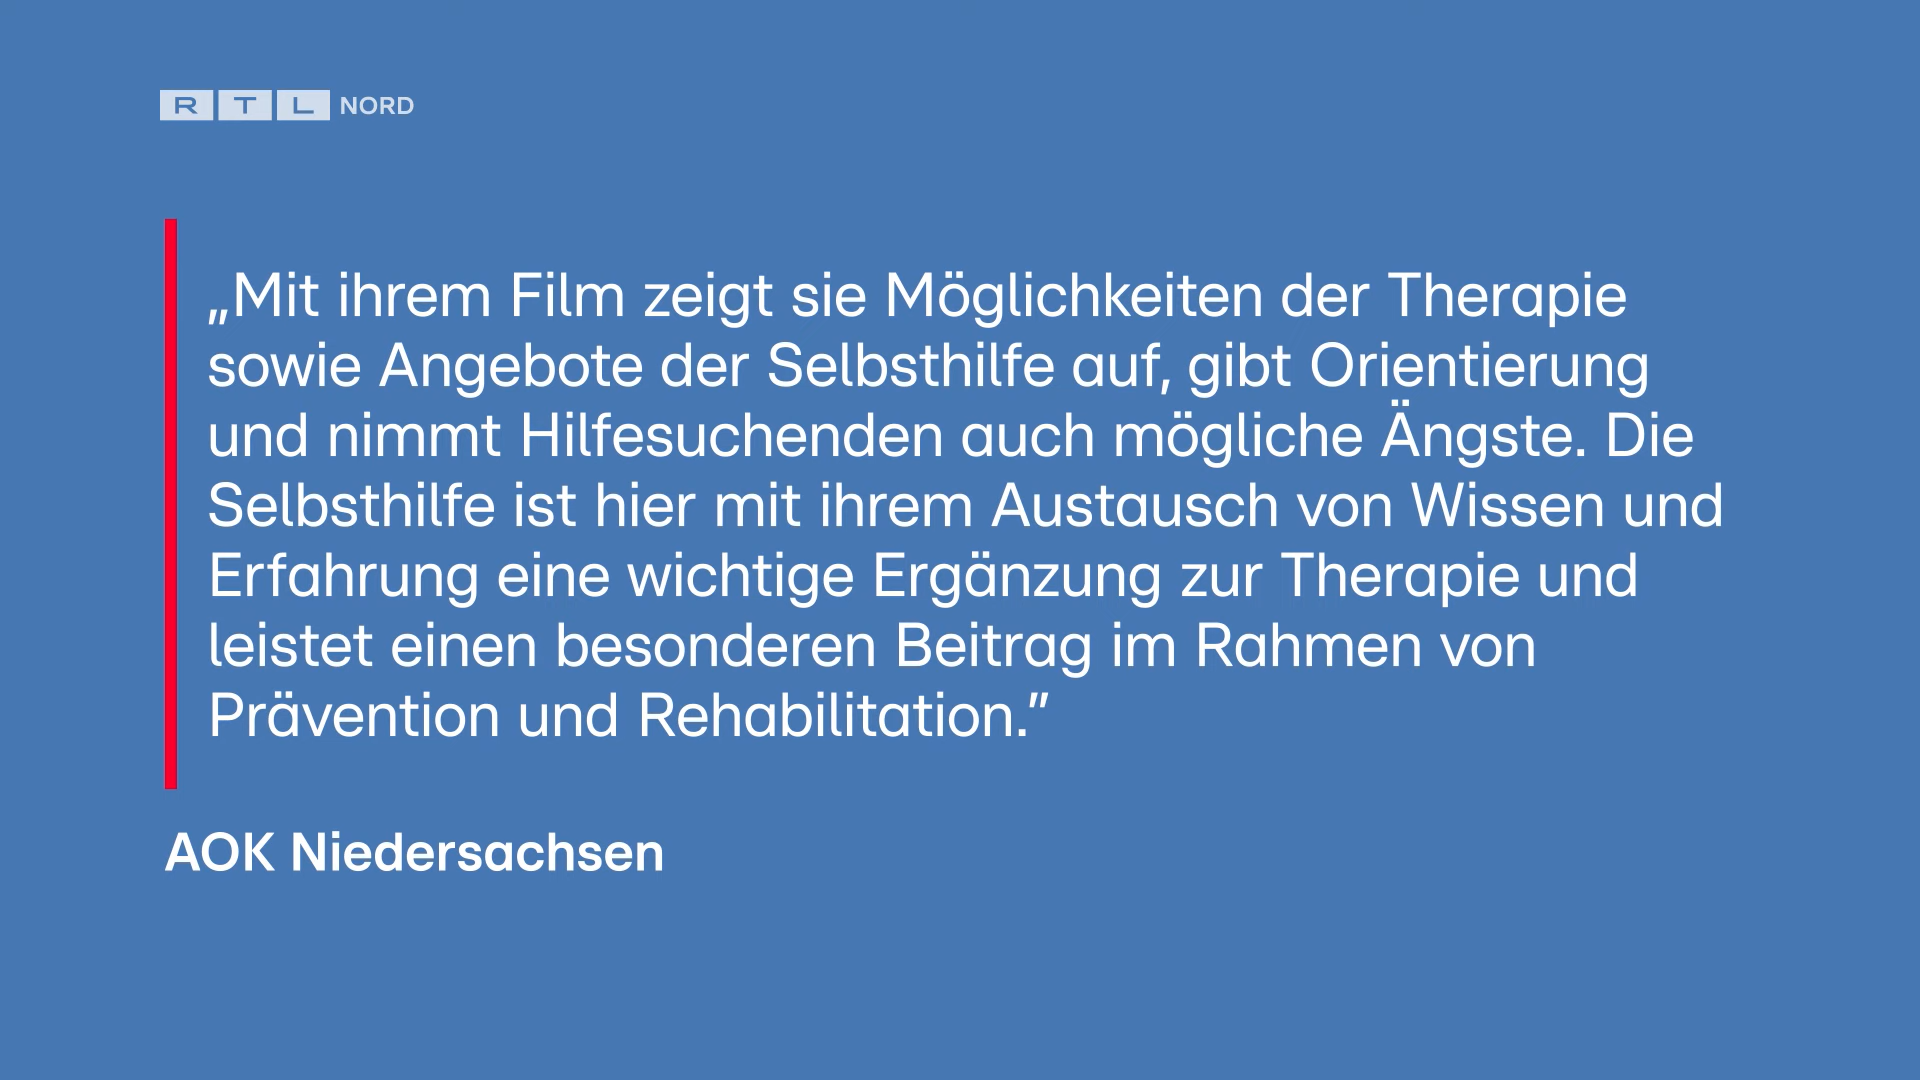 RTL NORD
„Mit ihrem Film zeigt sie Möglichkeiten der Therapie
sowie Angebote der Selbsthilfe auf, gibt Orientierung
und nimmt Hilfesuchenden auch mögliche Ängste. Die
Selbsthilfe ist hier mit ihrem Austausch von Wissen und
Erfahrung eine wichtige Ergänzung zur Therapie und
leistet einen besonderen Beitrag im Rahmen von
Prävention und Rehabilitation.”
AOK Niedersachsen